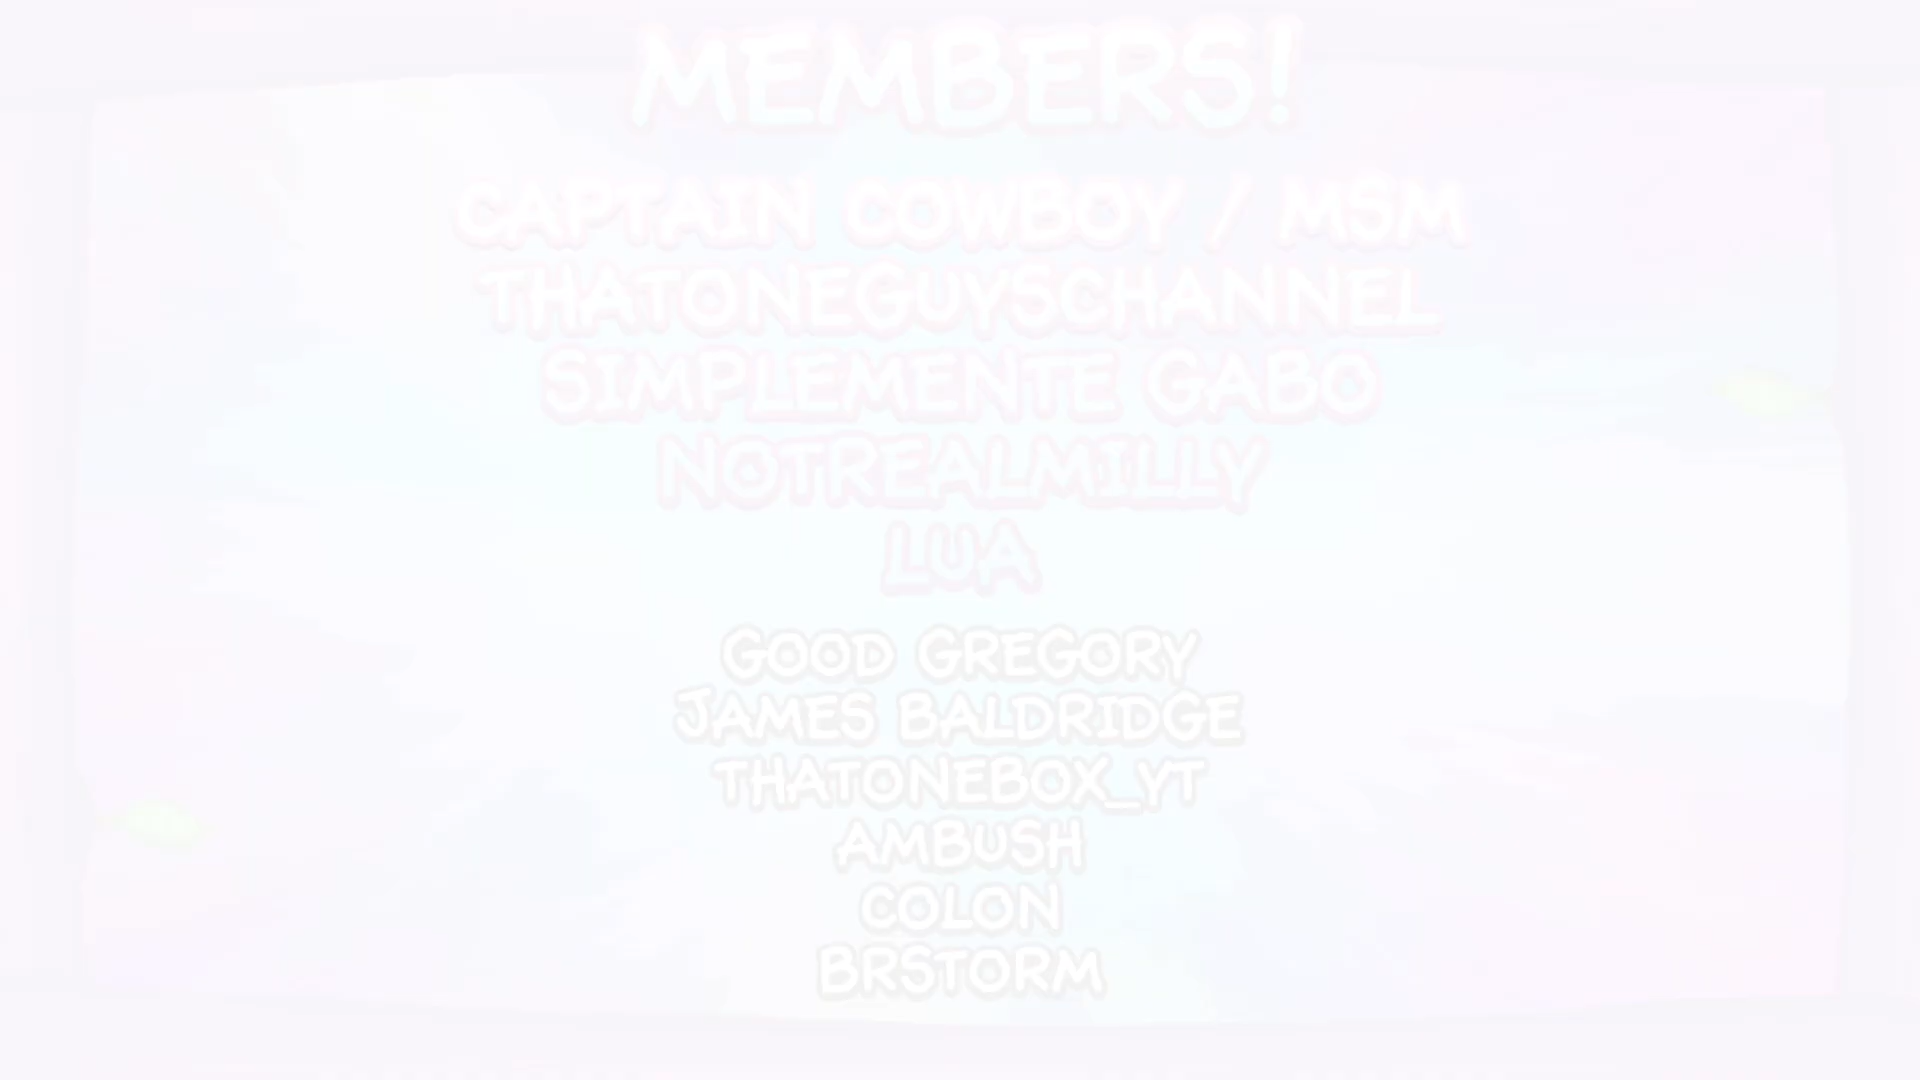 MEMBERS!
CAPTAIN COWBOY / MSM
THATONEGUYSCHANNEL
SIMPLEMENTE GABO
NOTREALMILLY
LUA
GOOD GREGORY
JAMES BALDRIDGE
THATONEBOX_YT
AMBUSH
COLON
BRSTORM